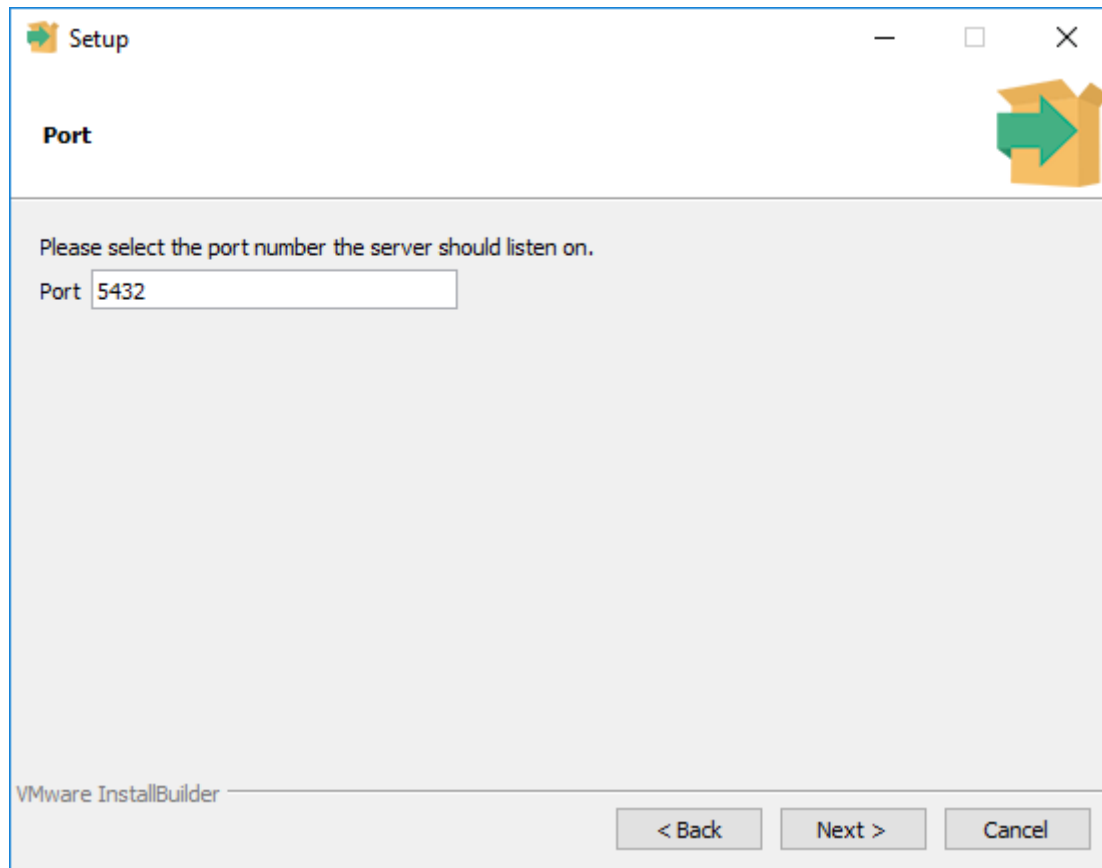 Setup
Port
Please select the port number the server should listen on.
Port 5432
VMware InstallBuilder
< Back Next > Cancel